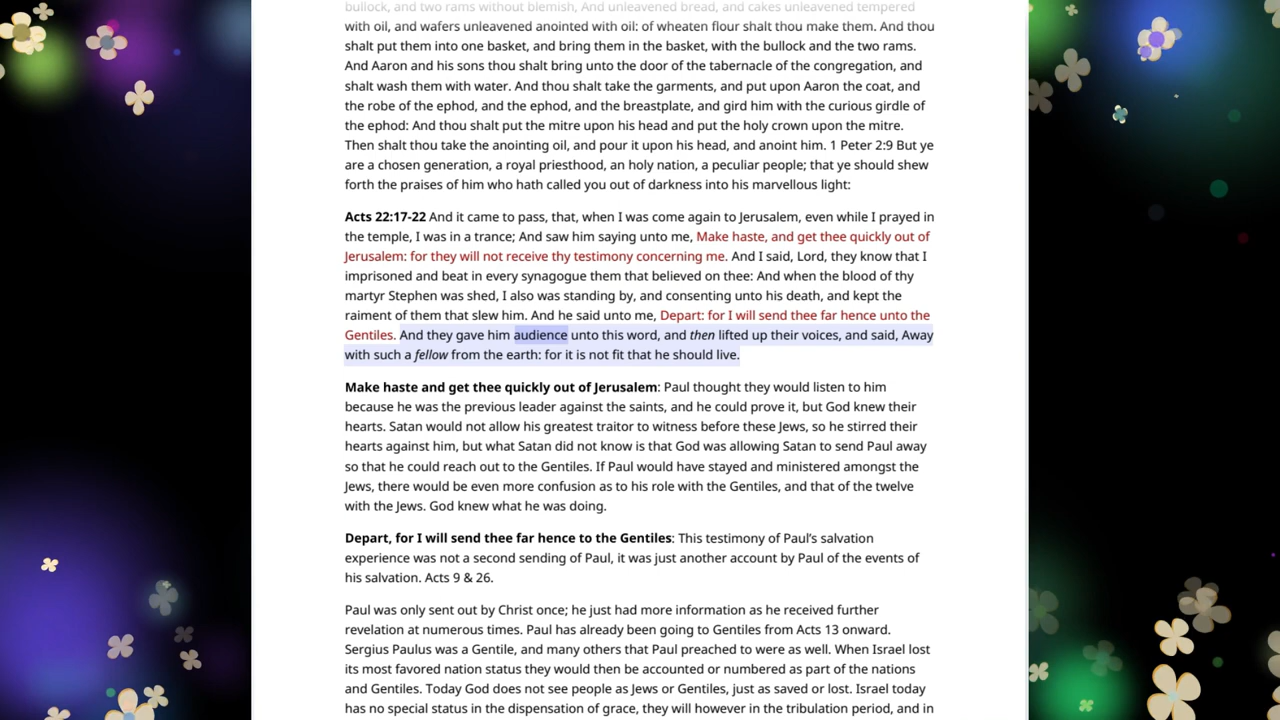 bullock, and two rams without blemish, And unleavened bread, and cakes unleavened tempered
with oil, and wafers unleavened anointed with oil: of wheaten flour shalt thou make them. And thou
shalt put them into one basket, and bring them in the basket, with the bullock and the two rams.
And Aaron and his sons thou shalt bring unto the door of the tabernacle of the congregation, and
shalt wash them with water. And thou shalt take the garments, and put upon Aaron the coat, and
the robe of the ephod, and the ephod, and the breastplate, and gird him with the curious girdle of
the ephod: And thou shalt put the mitre upon his head and put the holy crown upon the mitre.
Then shalt thou take the anointing oil, and pour it upon his head, and anoint him. 1 Peter 2:9 But ye
are a chosen generation, a royal priesthood, an holy nation, a peculiar people; that ye should shew
forth the praises of him who hath called you out of darkness into his marvellous light:
Acts 22:17-22 And it came to pass, that, when I was come again to Jerusalem, even while I prayed in
the temple, I was in a trance; And saw him saying unto me, Make haste, and get thee quickly out of
Jerusalem: for they will not receive thy testimony concerning me. And I said, Lord, they know that I
imprisoned and beat in every synagogue them that believed on thee: And when the blood of thy
martyr Stephen was shed, I also was standing by, and consenting unto his death, and kept the
raiment of them that slew him. And he said unto me, Depart: for I will send thee far hence unto the
Gentiles. And they gave him audience unto this word, and then lifted up their voices, and said, Away
with such a fellow from the earth: for it is not fit that he should live.
Make haste and get thee quickly out of Jerusalem: Paul thought they would listen to him
because he was the previous leader against the saints, and he could prove it, but God knew their
hearts. Satan would not allow his greatest traitor to witness before these Jews, so he stirred their
hearts against him, but what Satan did not know is that God was allowing Satan to send Paul away
so that he could reach out to the Gentiles. If Paul would have stayed and ministered amongst the
Jews, there would be even more confusion as to his role with the Gentiles, and that of the twelve
with the Jews. God knew what he was doing.
Depart, for I will send thee far hence to the Gentiles: This testimony of Paul's salvation
experience was not a second sending of Paul, it was just another account by Paul of the events of
his salvation. Acts 9 & 26.
Paul was only sent out by Christ once; he just had more information as he received further
revelation at numerous times. Paul has already been going to Gentiles from Acts 13 onward.
Sergius Paulus was a Gentile, and many others that Paul preached to were as well. When Israel lost
its most favored nation status they would then be accounted or numbered as part of the nations
and Gentiles. Today God does not see people as Jews or Gentiles, just as saved or lost. Israel today
has no special status in the dispensation of grace, they will however in the tribulation period, and in